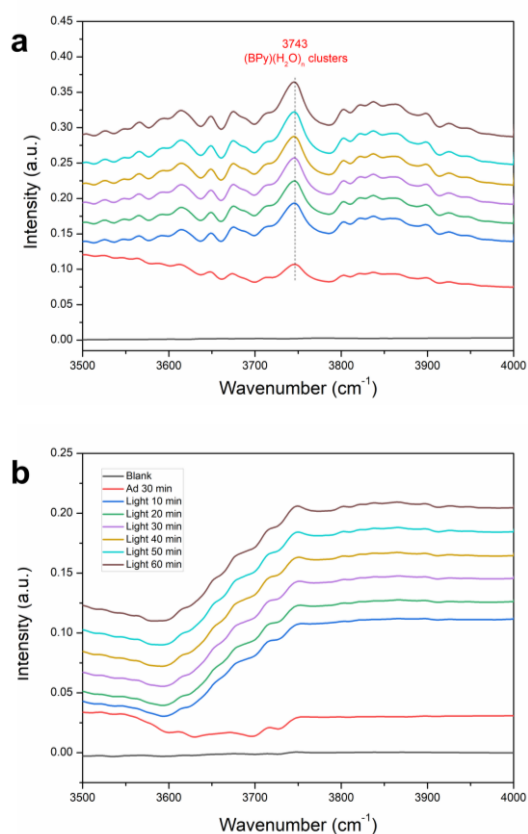 a
3743
(BPy)(H₂O)ₙ clusters
Intensity (a.u.)
0.40
0.35
0.30
0.25
0.20
0.15
0.10
0.05
0.00
3500 3600 3700 3800 3900 4000
Wavenumber (cm⁻¹)
b
Intensity (a.u.)
0.25
0.20
0.15
0.10
0.05
0.00
Blank
Ad 30 min
Light 10 min
Light 20 min
Light 30 min
Light 40 min
Light 50 min
Light 60 min
3500 3600 3700 3800 3900 4000
Wavenumber (cm⁻¹)